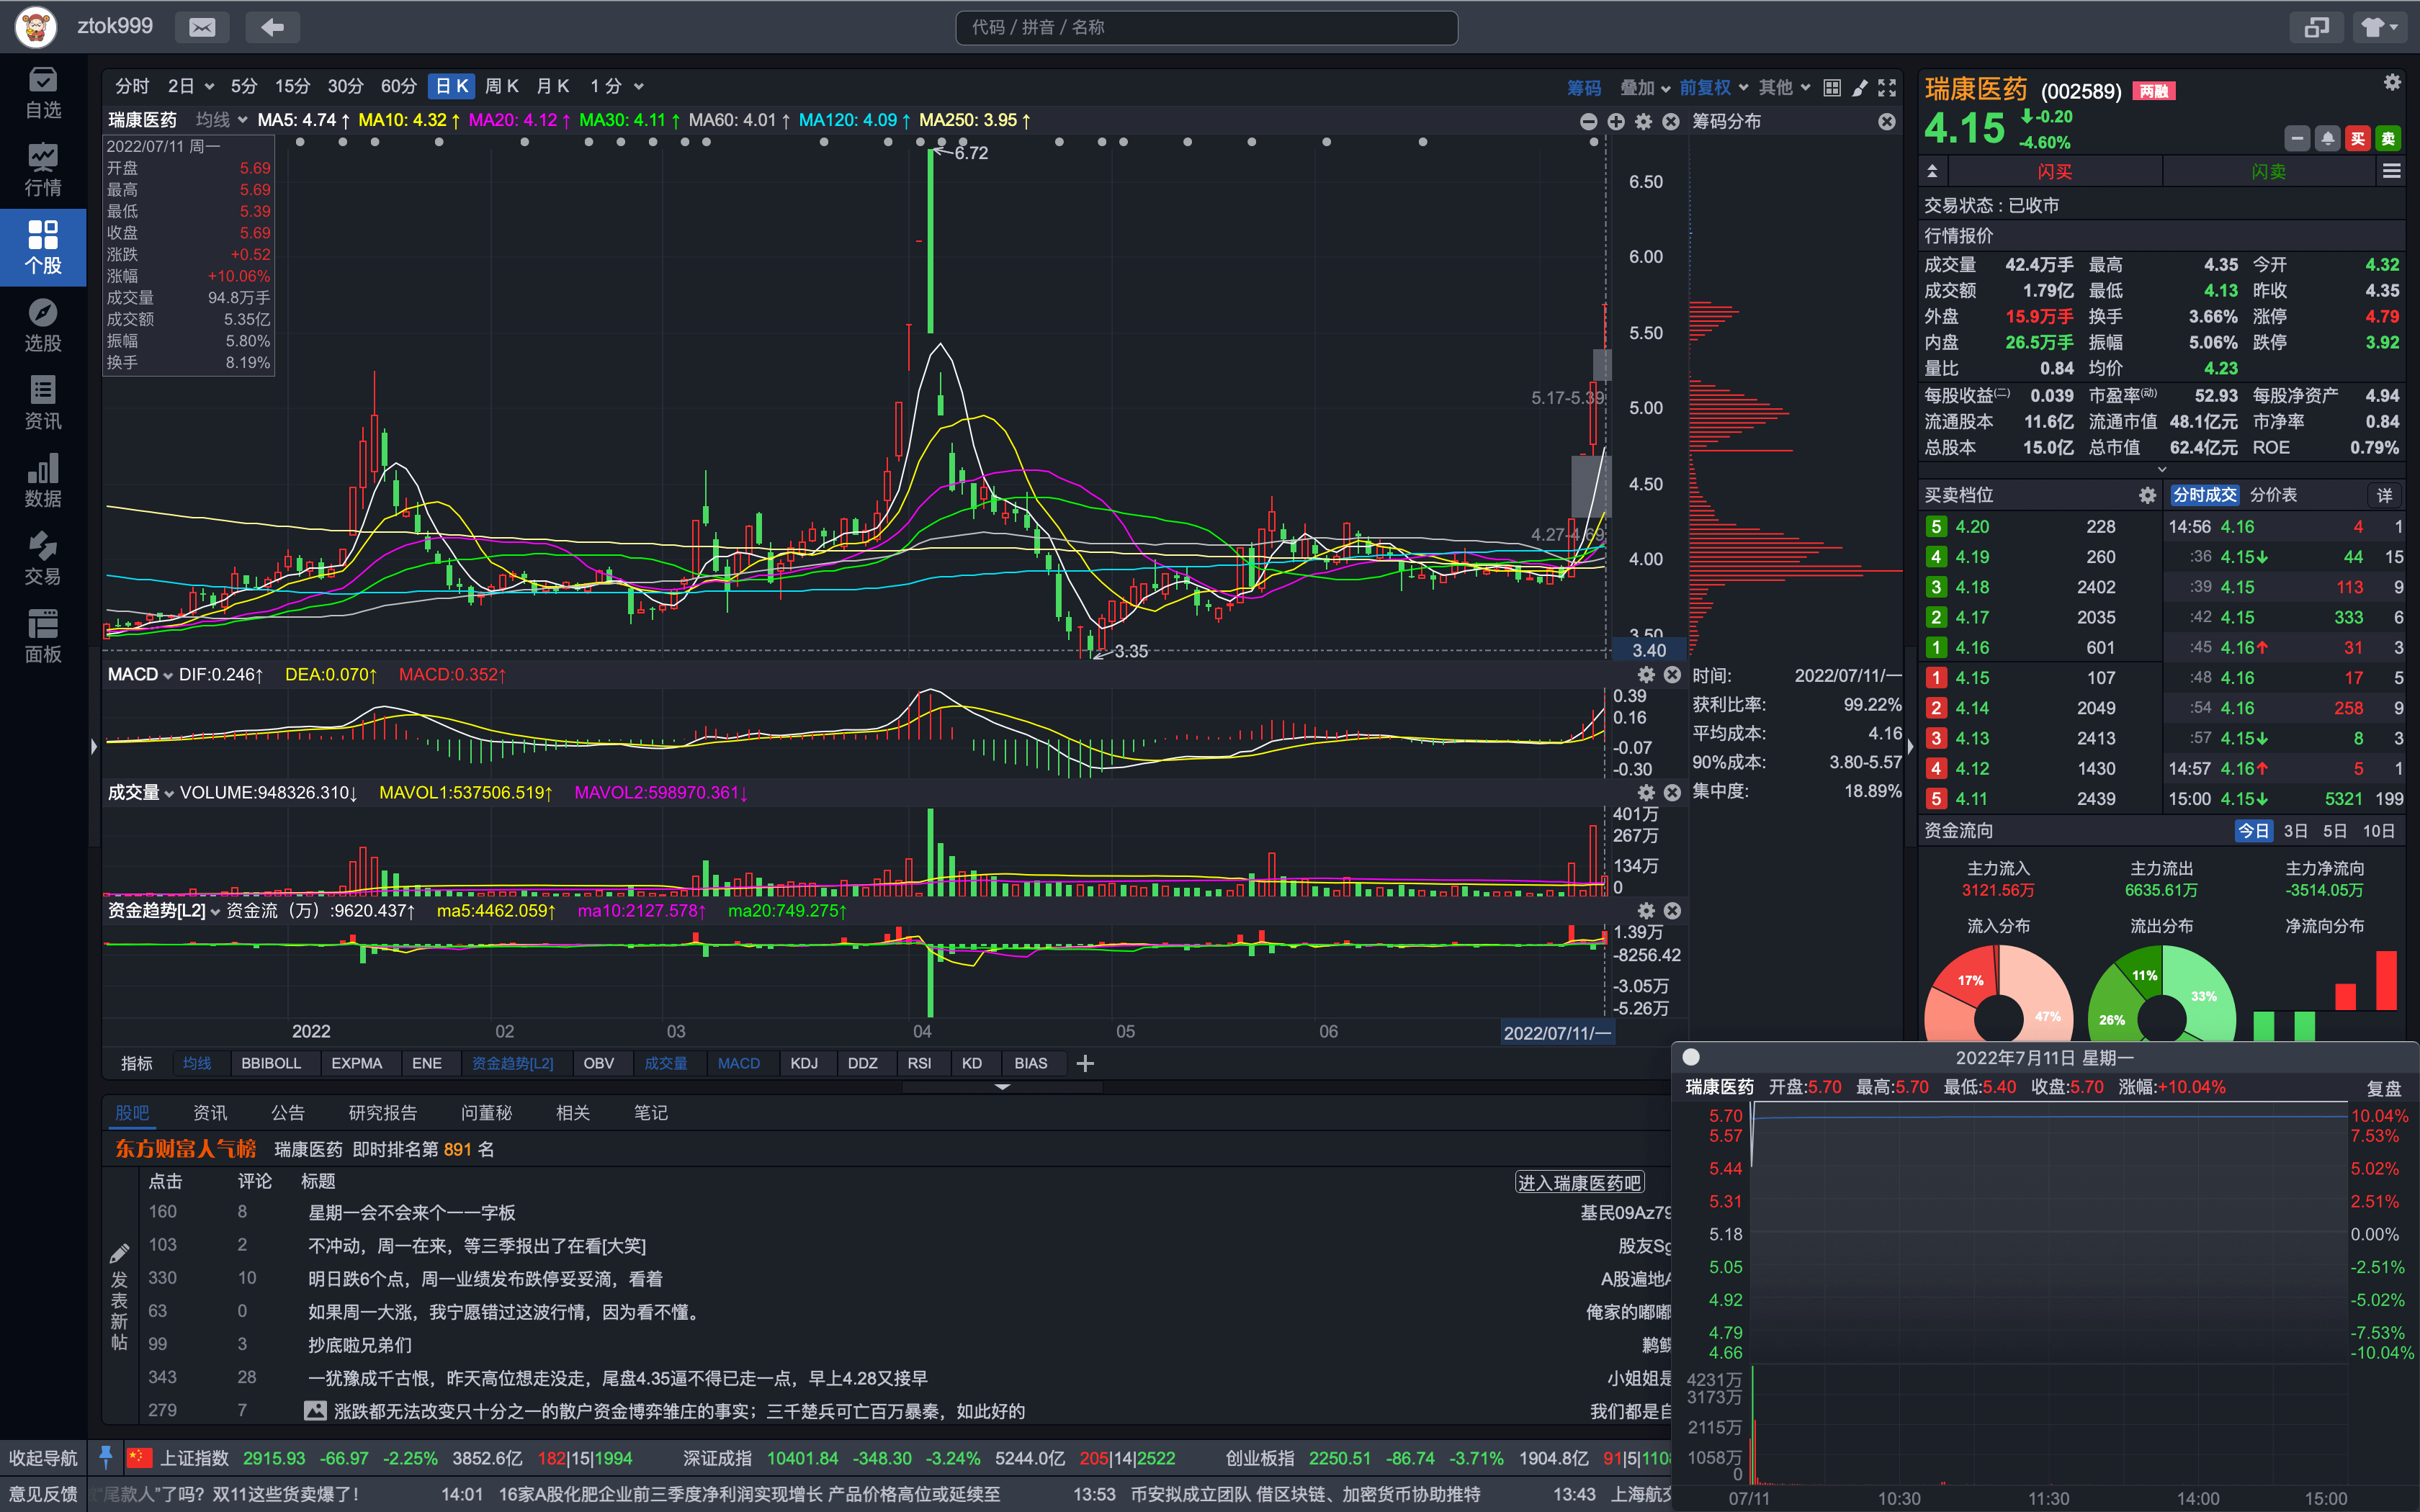 ztok999
代码 / 拼音 / 名称
自选
行情
个股
选股
资讯
数据
交易
面板
分时 2日 5分 15分 30分 60分 日K 周K 月K 1分 筹码 叠加 前复权 其他
瑞康医药 均线 MA5: 4.74↑ MA10: 4.32↑ MA20: 4.12↑ MA30: 4.11↑ MA60: 4.01↑ MA120: 4.09↑ MA250: 3.95↑ 筹码分布
2022/07/11 周一
开盘 5.69
最高 5.69
最低 5.39
收盘 5.69
涨跌 +0.52
涨幅 +10.06%
成交量 94.8万手
成交额 5.35亿
振幅 5.80%
换手 8.19%
6.72
5.17-5.39
4.27-4.69
3.35
6.50
6.00
5.50
5.00
4.50
4.00
3.50
3.40
MACD DIF:0.246↑ DEA:0.070↑ MACD:0.352↑
0.39
0.16
-0.07
-0.30
成交量 VOLUME:948326.310↓ MAVOL1:537506.519↑ MAVOL2:598970.361↓
401万
267万
134万
0
资金趋势[L2] 资金流（万）:9620.437↑ ma5:4462.059↑ ma10:2127.578↑ ma20:749.275↑
1.39万
-8256.42
-3.05万
-5.26万
2022 02 03 04 05 06 2022/07/11/一
时间: 2022/07/11/一
获利比率: 99.22%
平均成本: 4.16
90%成本: 3.80-5.57
集中度: 18.89%
指标 均线 BBIBOLL EXPMA ENE 资金趋势[L2] OBV 成交量 MACD KDJ DDZ RSI KD BIAS
股吧 资讯 公告 研究报告 问董秘 相关 笔记
东方财富人气榜 瑞康医药 即时排名第 891 名
点击 评论 标题 进入瑞康医药吧
160 8 星期一会不会来个一一字板 基民09Az79
103 2 不冲动，周一在来，等三季报出了在看[大笑] 股友Sg
330 10 明日跌6个点，周一业绩发布跌停妥妥滴，看着 A股遍地A
63 0 如果周一大涨，我宁愿错过这波行情，因为看不懂。 俺家的嘟嘟
99 3 抄底啦兄弟们
343 28 一犹豫成千古恨，昨天高位想走没走，尾盘4.35逼不得已走一点，早上4.28又接早 小姐姐是
279 7 涨跌都无法改变只十分之一的散户资金博弈雏庄的事实；三千楚兵可亡百万暴秦，如此好的 我们都是自
发表新帖
瑞康医药 (002589) 两融
4.15 -0.20
-4.60%
买 卖
闪买 闪卖
交易状态 : 已收市
行情报价
成交量 42.4万手 最高 4.35 今开 4.32
成交额 1.79亿 最低 4.13 昨收 4.35
外盘 15.9万手 换手 3.66% 涨停 4.79
内盘 26.5万手 振幅 5.06% 跌停 3.92
量比 0.84 均价 4.23
每股收益(二) 0.039 市盈率(动) 52.93 每股净资产 4.94
流通股本 11.6亿 流通市值 48.1亿元 市净率 0.84
总股本 15.0亿 总市值 62.4亿元 ROE 0.79%
买卖档位 分时成交 分价表 详
5 4.20 228 14:56 4.16 4 1
4 4.19 260 :36 4.15↓ 44 15
3 4.18 2402 :39 4.15 113 9
2 4.17 2035 :42 4.15 333 6
1 4.16 601 :45 4.16↑ 31 3
1 4.15 107 :48 4.16 17 5
2 4.14 2049 :54 4.16 258 9
3 4.13 2413 :57 4.15↓ 8 3
4 4.12 1430 14:57 4.16↑ 5 1
5 4.11 2439 15:00 4.15↓ 5321 199
资金流向 今日 3日 5日 10日
主力流入 主力流出 主力净流向
3121.56万 6635.61万 -3514.05万
流入分布 流出分布 净流向分布
17% 47% 11% 33% 26%
2022年7月11日 星期一
瑞康医药 开盘:5.70 最高:5.70 最低:5.40 收盘:5.70 涨幅:+10.04% 复盘
5.70 10.04%
5.57 7.53%
5.44 5.02%
5.31 2.51%
5.18 0.00%
5.05 -2.51%
4.92 -5.02%
4.79 -7.53%
4.66 -10.04%
4231万
3173万
2115万
1058万
0
07/11 10:30 11:30 14:00 15:00
收起导航 上证指数 2915.93 -66.97 -2.25% 3852.6亿 182|15|1994 深证成指 10401.84 -348.30 -3.24% 5244.0亿 205|14|2522 创业板指 2250.51 -86.74 -3.71% 1904.8亿 91|5|110
意见反馈 “尾款人”了吗？双11这些货卖爆了！ 14:01 16家A股化肥企业前三季度净利润实现增长 产品价格高位或延续至 13:53 币安拟成立团队 借区块链、加密货币协助推特 13:43 上海航